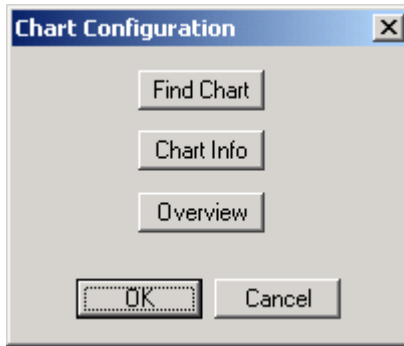 Chart Configuration
Find Chart
Chart Info
Overview
OK
Cancel